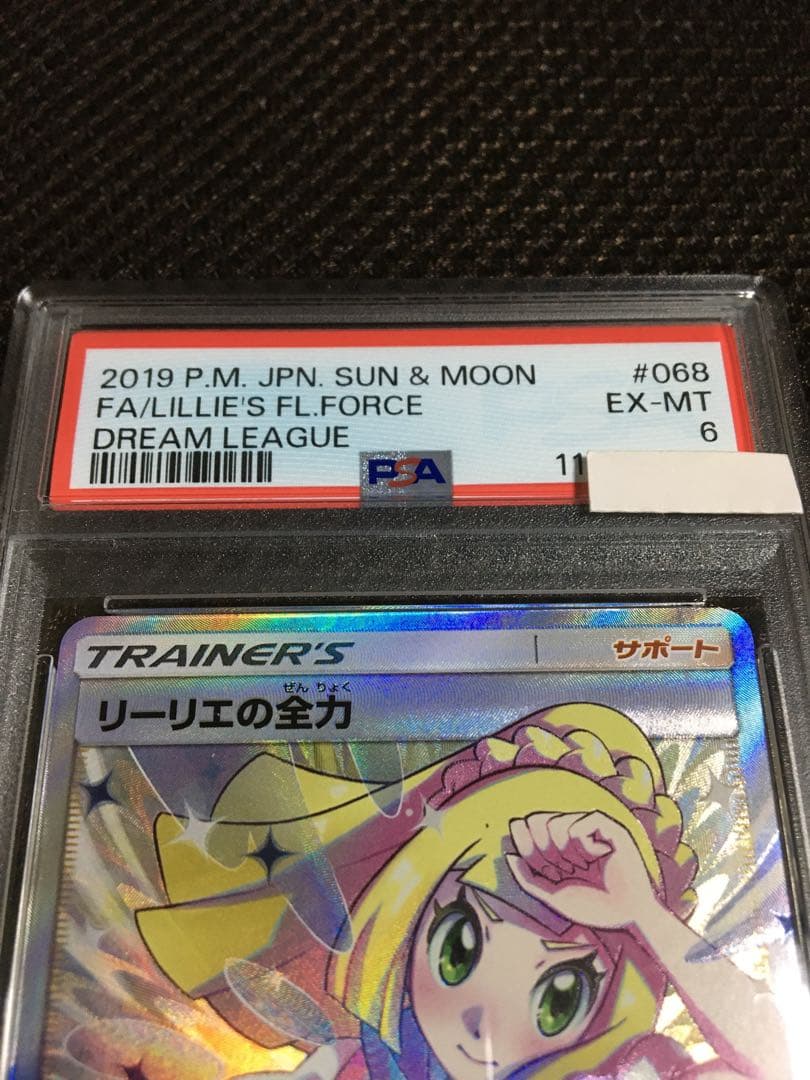 2019 P.M. JPN. SUN & MOON #068
FA/LILLIE'S FL.FORCE EX-MT
DREAM LEAGUE 6
PSA 11
TRAINER'S サポート
ぜんりょく
リーリエの全力